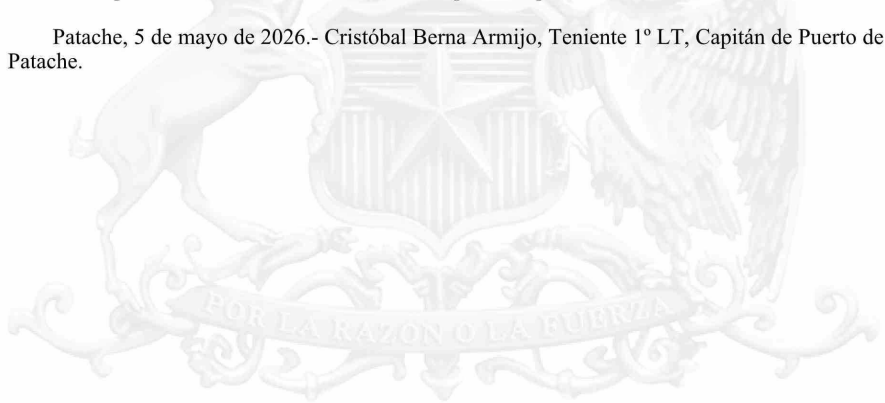 Patache, 5 de mayo de 2026.- Cristóbal Berna Armijo, Teniente 1º LT, Capitán de Puerto de
Patache.
POR LA RAZON O LA FUERZA